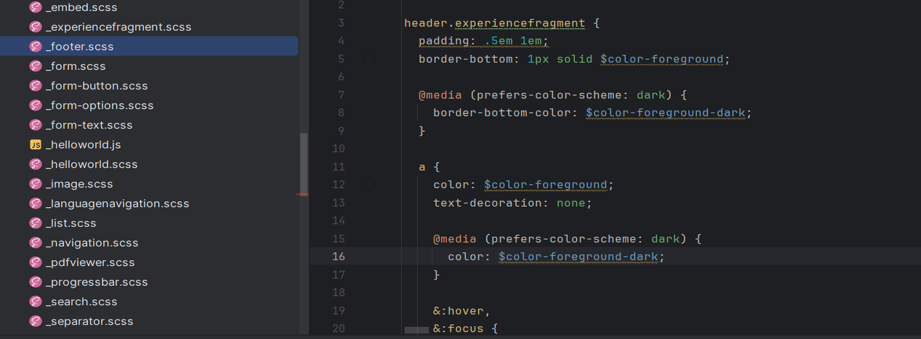 _embed.scss
_experiencefragment.scss
_footer.scss
_form.scss
_form-button.scss
_form-options.scss
_form-text.scss
JS _helloworld.js
_helloworld.scss
_image.scss
_languagenavigation.scss
_list.scss
_navigation.scss
_pdfviewer.scss
_progressbar.scss
_search.scss
_separator.scss
2
3 header.experiencefragment {
4 padding: .5em 1em;
5 border-bottom: 1px solid $color-foreground;
6
7 @media (prefers-color-scheme: dark) {
8 border-bottom-color: $color-foreground-dark;
9 }
10
11 a {
12 color: $color-foreground;
13 text-decoration: none;
14
15 @media (prefers-color-scheme: dark) {
16 color: $color-foreground-dark;
17 }
18
19 &:hover,
20 &:focus {